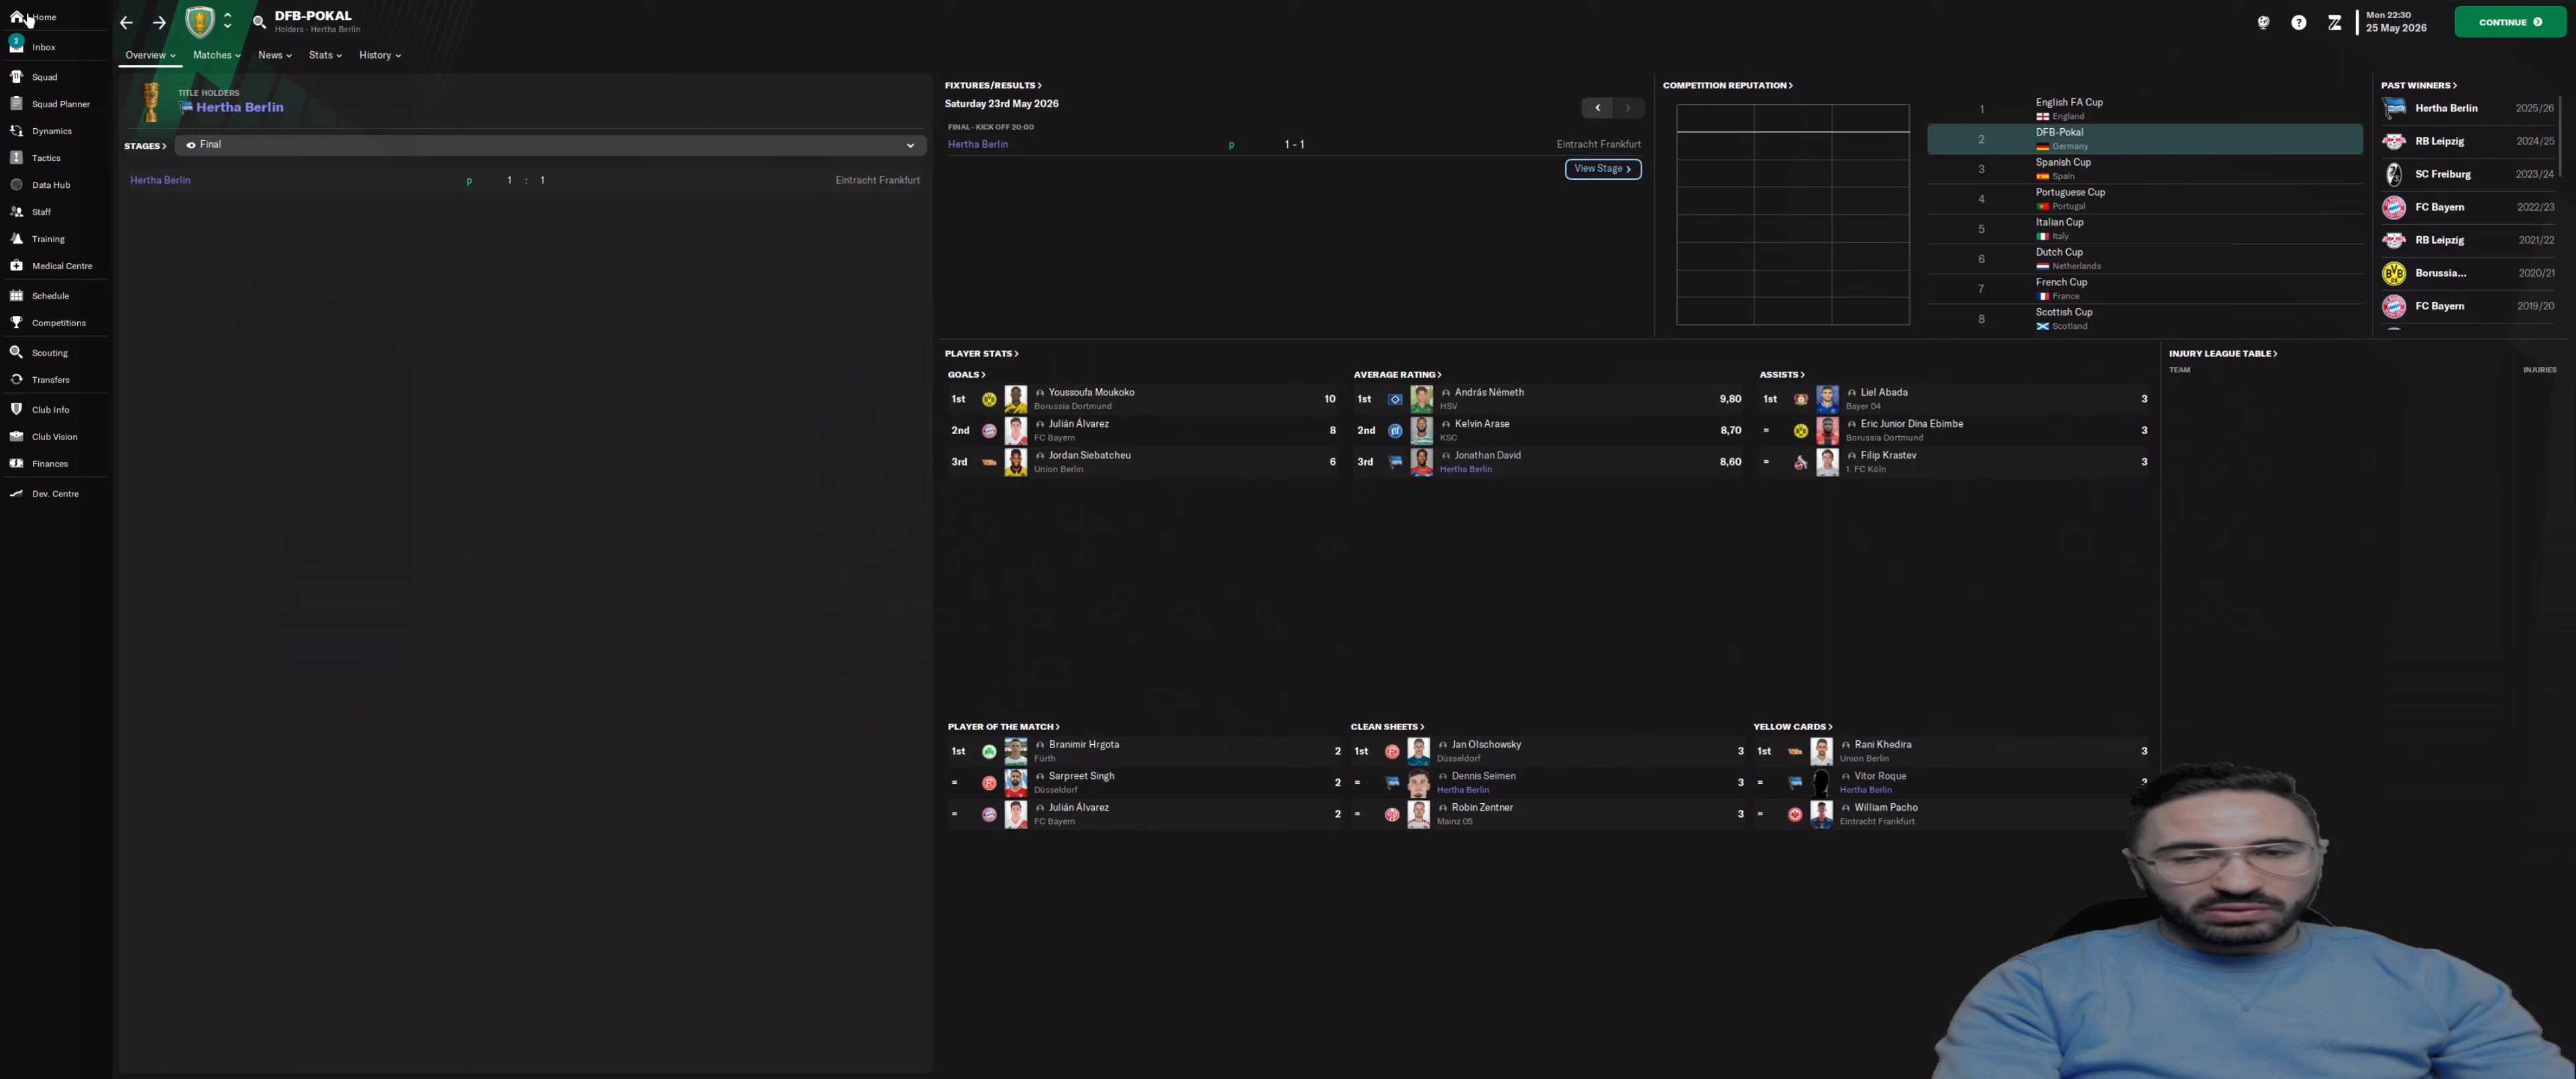 Home
2
Inbox
Squad
Squad Planner
Dynamics
Tactics
Data Hub
Staff
Training
Medical Centre
Schedule
Competitions
Scouting
Transfers
Club Info
Club Vision
Finances
Dev. Centre
DFB-POKAL
Holders - Hertha Berlin
Mon 22:30
25 May 2026
CONTINUE
Overview
Matches
News
Stats
History
TITLE HOLDERS
Hertha Berlin
STAGES
Final
Hertha Berlin p 1 : 1 Eintracht Frankfurt
FIXTURES/RESULTS
Saturday 23rd May 2026
FINAL - KICK OFF 20:00
Hertha Berlin p 1 - 1 Eintracht Frankfurt
View Stage
COMPETITION REPUTATION
1 English FA Cup
England
2 DFB-Pokal
Germany
3 Spanish Cup
Spain
4 Portuguese Cup
Portugal
5 Italian Cup
Italy
6 Dutch Cup
Netherlands
7 French Cup
France
8 Scottish Cup
Scotland
PAST WINNERS
Hertha Berlin 2025/26
RB Leipzig 2024/25
SC Freiburg 2023/24
FC Bayern 2022/23
RB Leipzig 2021/22
BVB Borussia... 2020/21
FC Bayern 2019/20
PLAYER STATS
GOALS
1st Youssoufa Moukoko 10
Borussia Dortmund
2nd Julián Álvarez 8
FC Bayern
3rd Jordan Siebatcheu 6
Union Berlin
AVERAGE RATING
1st András Németh 9,80
HSV
2nd Kelvin Arase 8,70
KSC
3rd Jonathan David 8,60
Hertha Berlin
ASSISTS
1st Liel Abada 3
Bayer 04
= Eric Junior Dina Ebimbe 3
Borussia Dortmund
= Filip Krastev 3
1. FC Köln
INJURY LEAGUE TABLE
TEAM INJURIES
PLAYER OF THE MATCH
1st Branimir Hrgota 2
Fürth
= Sarpreet Singh 2
Düsseldorf
= Julián Álvarez 2
FC Bayern
CLEAN SHEETS
1st Jan Olschowsky 3
Düsseldorf
= Dennis Seimen 3
Hertha Berlin
= Robin Zentner 3
Mainz 05
YELLOW CARDS
1st Rani Khedira 3
Union Berlin
= Vitor Roque
Hertha Berlin
= William Pacho
Eintracht Frankfurt